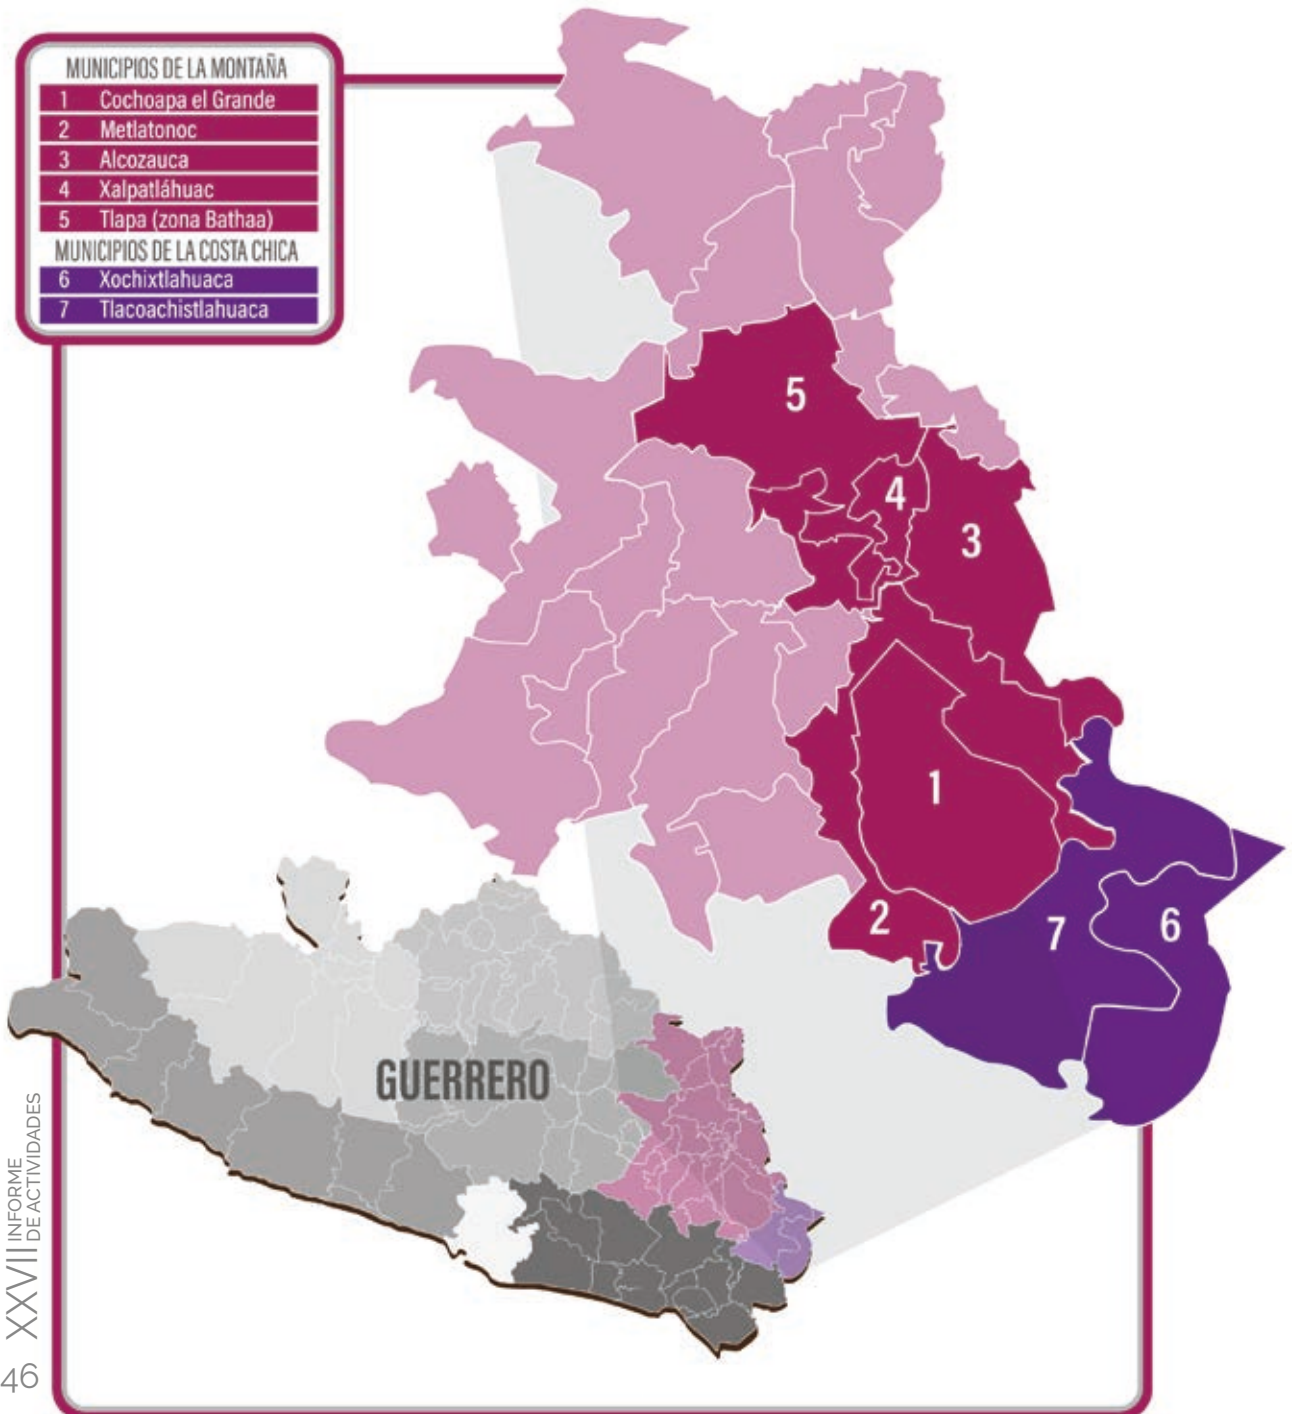 MUNICIPIOS DE LA MONTAÑA
1 Cochoapa el Grande
2 Metlatonoc
3 Alcozauca
4 Xalpatláhuac
5 Tlapa (zona Bathaa)
MUNICIPIOS DE LA COSTA CHICA
6 Xochixtlahuaca
7 Tlacoachistlahuaca
5
4
3
1
2
7
6
GUERRERO
XXVII INFORME
DE ACTIVIDADES
46